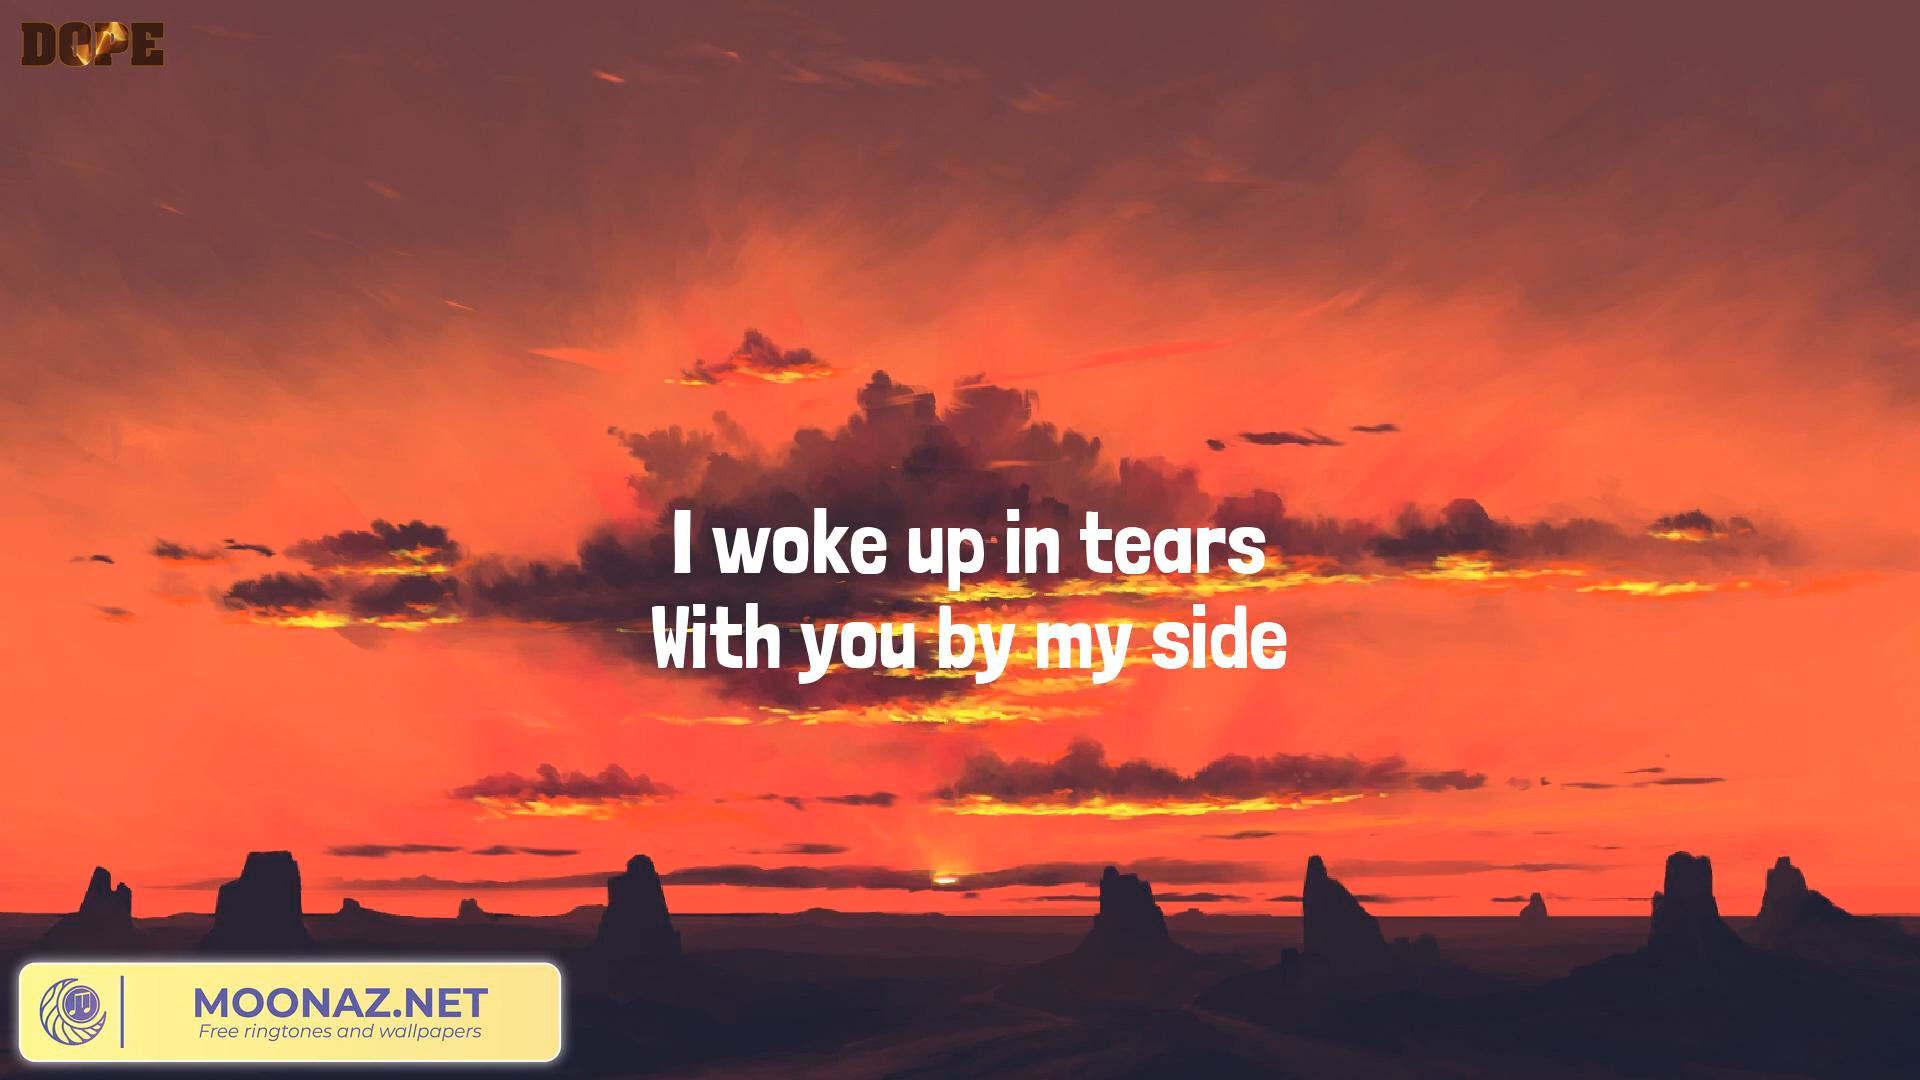 DOPE
I woke up in tears
With you by my side
MOONAZ.NET
Free ringtones and wallpapers